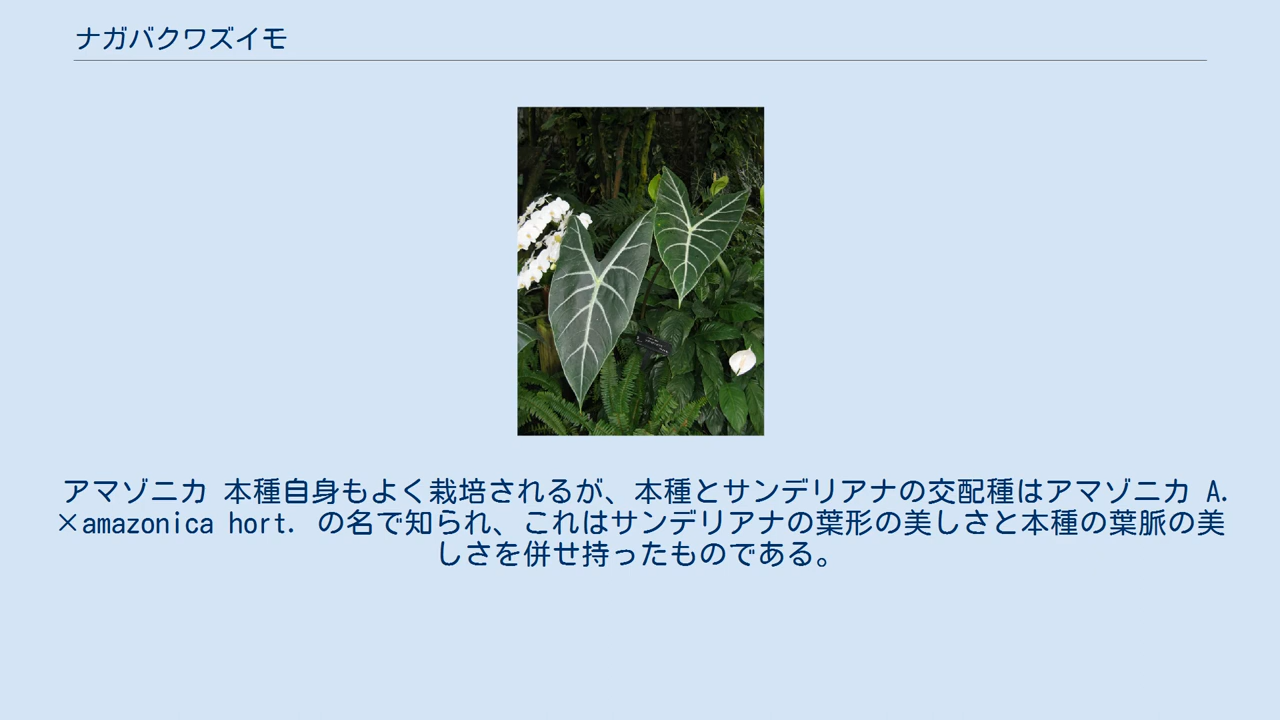 ナガバクワズイモ
アマゾニカ 本種自身もよく栽培されるが、本種とサンデリアナの交配種はアマゾニカ A.
×amazonica hort. の名で知られ、これはサンデリアナの葉形の美しさと本種の葉脈の美
しさを併せ持ったものである。